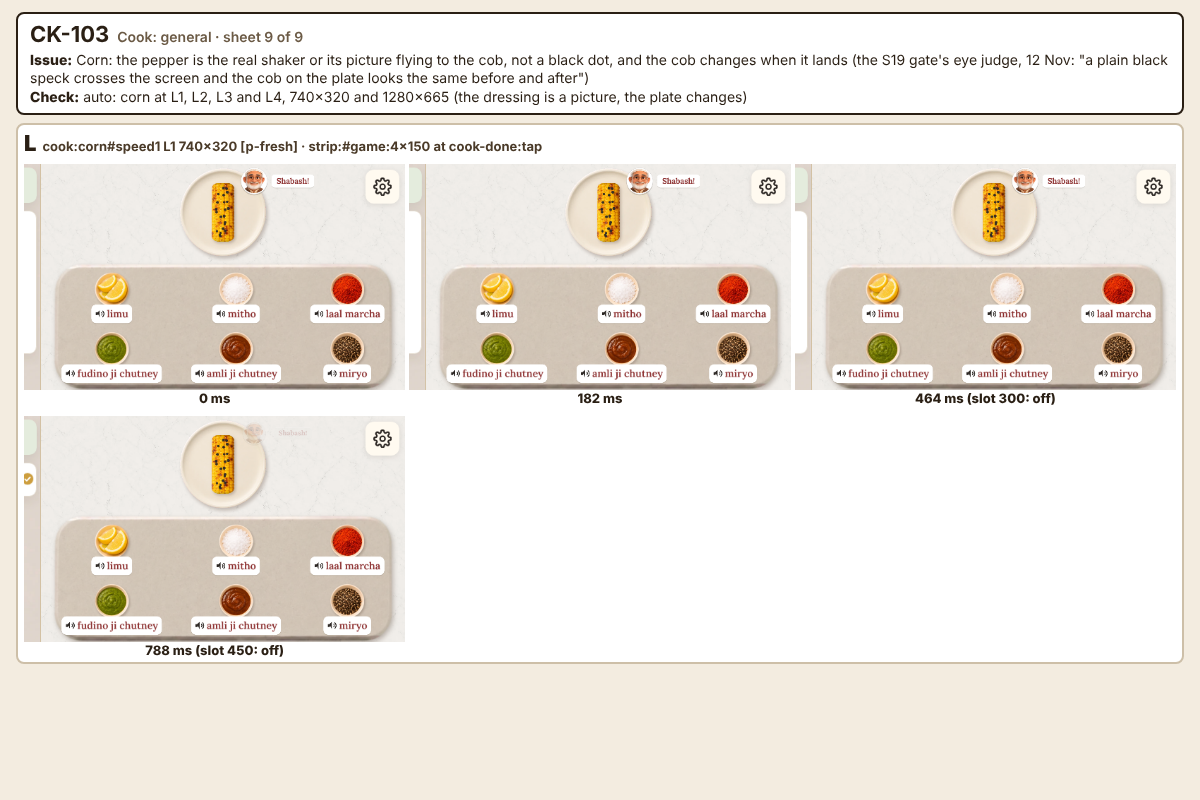 CK-103 Cook: general · sheet 9 of 9
Issue: Corn: the pepper is the real shaker or its picture flying to the cob, not a black dot, and the cob changes when it lands (the S19 gate's eye judge, 12 Nov: "a plain black
speck crosses the screen and the cob on the plate looks the same before and after")
Check: auto: corn at L1, L2, L3 and L4, 740×320 and 1280×665 (the dressing is a picture, the plate changes)
L cook:corn#speed1 L1 740×320 [p-fresh] · strip:#game:4×150 at cook-done:tap
Shabash! Shabash! Shabash!
limu mitho laal marcha limu mitho laal marcha limu mitho laal marcha
fudino ji chutney amli ji chutney miryo fudino ji chutney amli ji chutney miryo fudino ji chutney amli ji chutney miryo
0 ms 182 ms 464 ms (slot 300: off)
Shabash!
limu mitho laal marcha
fudino ji chutney amli ji chutney miryo
788 ms (slot 450: off)